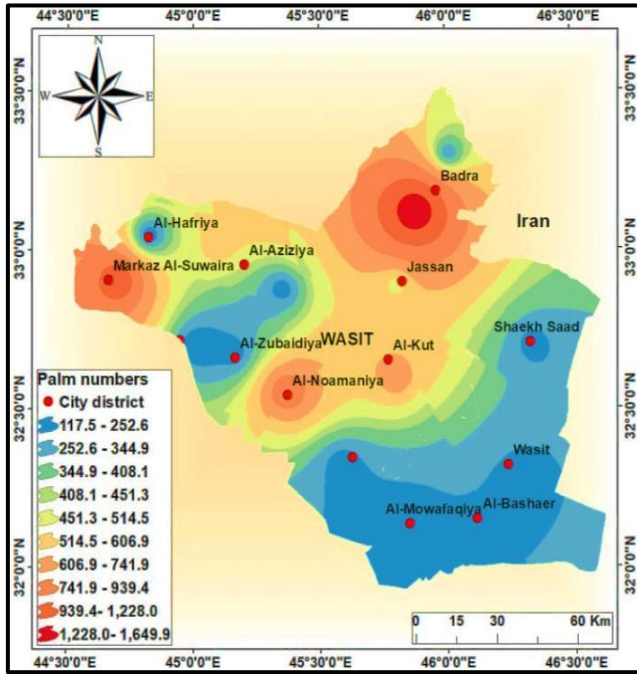 44°30'0"E 45°0'0"E 45°30'0"E 46°0'0"E 46°30'0"E
N
W E
S
33°30'0"N 33°30'0"N
Badra
Al-Hafriya
Iran
Al-Aziziya
33°0'0"N 33°0'0"N
Markaz Al-Suwaira
Jassan
Shaekh Saad
WASIT
Al-Kut
Al-Zubaidiya
Al-Noamaniya
32°30'0"N 32°30'0"N
Wasit
Al-Mowafaqiya
Al-Bashaer
32°0'0"N 32°0'0"N
Palm numbers
City district
117.5 - 252.6
252.6 - 344.9
344.9 - 408.1
408.1 - 451.3
451.3 - 514.5
514.5 - 606.9
606.9 - 741.9
741.9 - 939.4
939.4- 1,228.0
1,228.0- 1,649.9
0 15 30 60 Km
44°30'0"E 45°0'0"E 45°30'0"E 46°0'0"E 46°30'0"E